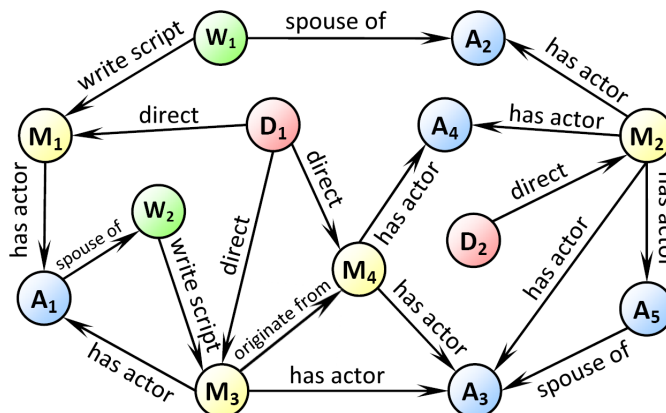 W₁
spouse of
A₂
write script
has actor
M₁
direct
D₁
A₄
has actor
M₂
has actor
spouse of
W₂
direct
direct
has actor
direct
D₂
has actor
has actor
A₁
write script
originate from
M₄
has actor
A₅
has actor
M₃
has actor
A₃
spouse of